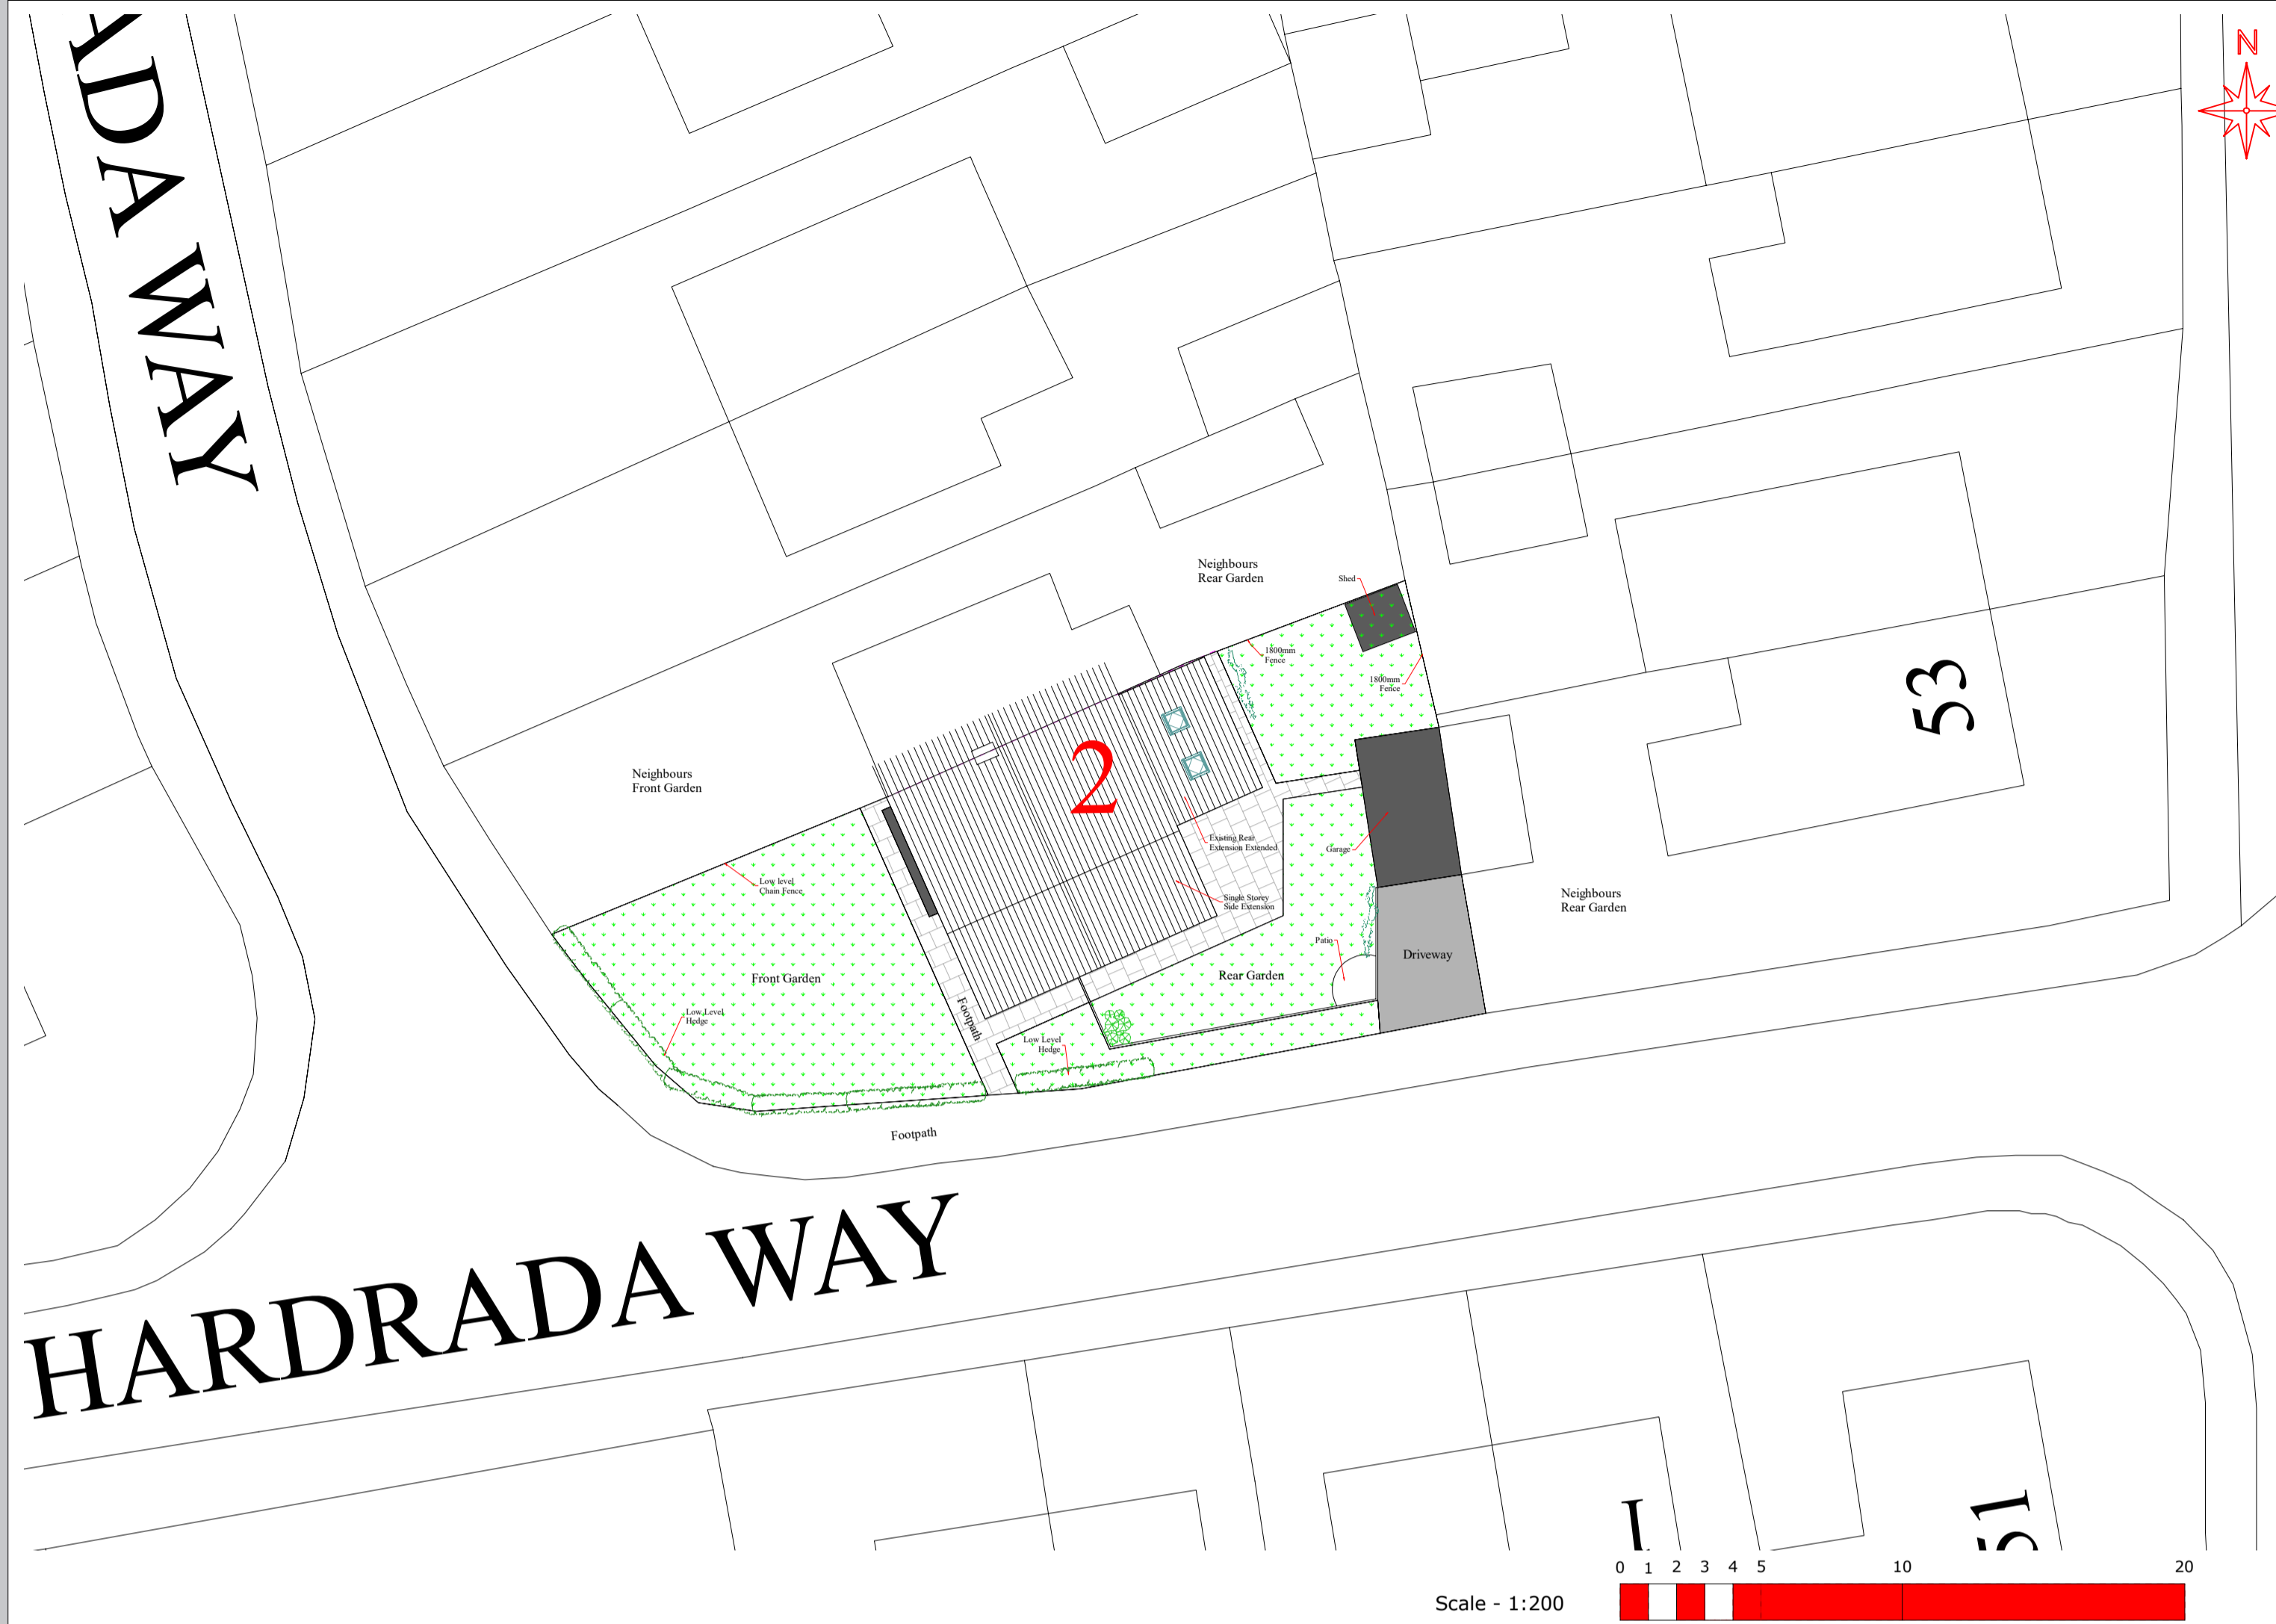 ADA WAY
N
Neighbours
Rear Garden
Shed
1800mm
Fence
1800mm
Fence
53
2
Neighbours
Front Garden
Existing Rear
Extension Extended
Garage
Low level
Chain Fence
Single Storey
Side Extension
Neighbours
Rear Garden
Patio
Driveway
Front Garden
Rear Garden
Low Level
Hedge
Footpath
Low Level
Hedge
Footpath
HARDRADA WAY
51
0 1 2 3 4 5 10 20
Scale - 1:200